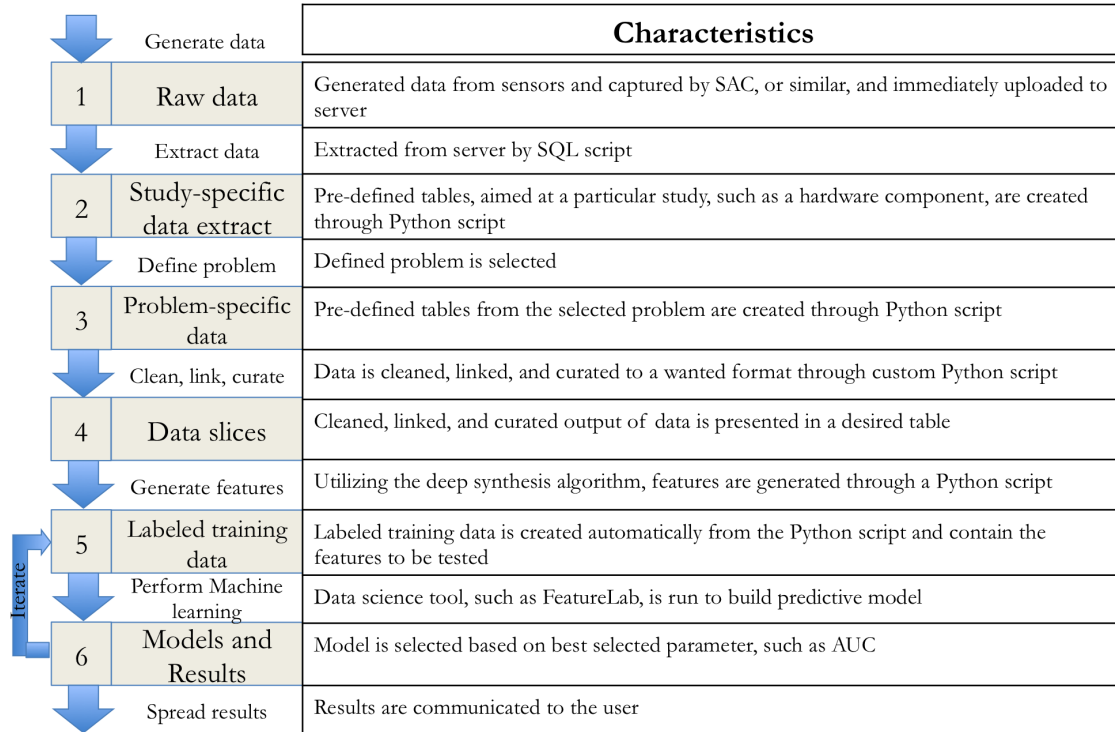 Generate data
Characteristics
1
Raw data
Generated data from sensors and captured by SAC, or similar, and immediately uploaded to
server
Extract data
Extracted from server by SQL script
2
Study-specific
data extract
Pre-defined tables, aimed at a particular study, such as a hardware component, are created
through Python script
Define problem
Defined problem is selected
3
Problem-specific
data
Pre-defined tables from the selected problem are created through Python script
Clean, link, curate
Data is cleaned, linked, and curated to a wanted format through custom Python script
4
Data slices
Cleaned, linked, and curated output of data is presented in a desired table
Generate features
Utilizing the deep synthesis algorithm, features are generated through a Python script
5
Labeled training
data
Labeled training data is created automatically from the Python script and contain the
features to be tested
Iterate
Perform Machine
learning
Data science tool, such as FeatureLab, is run to build predictive model
6
Models and
Results
Model is selected based on best selected parameter, such as AUC
Spread results
Results are communicated to the user